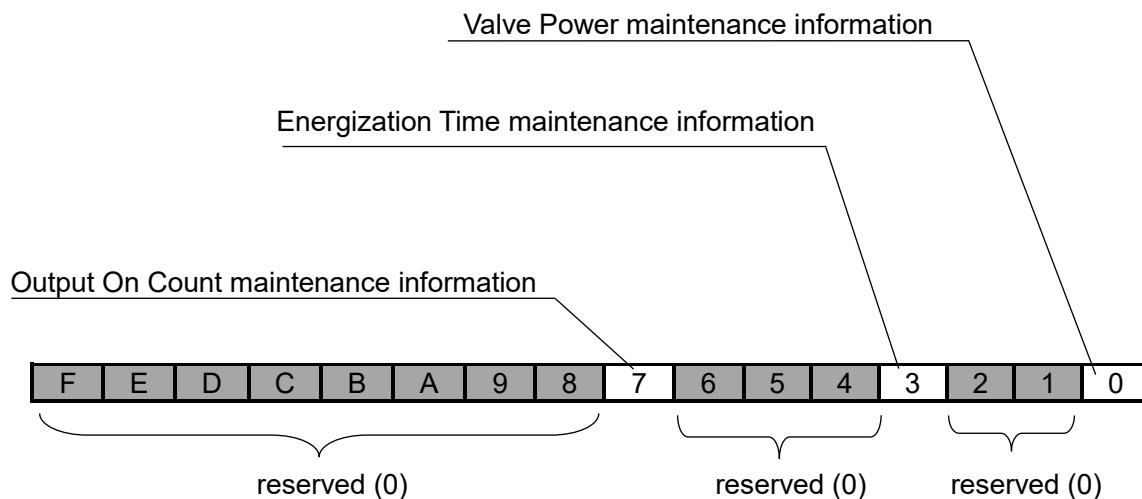 Valve Power maintenance information
Energization Time maintenance information
Output On Count maintenance information
F E D C B A 9 8 7 6 5 4 3 2 1 0
reserved (0) reserved (0) reserved (0)